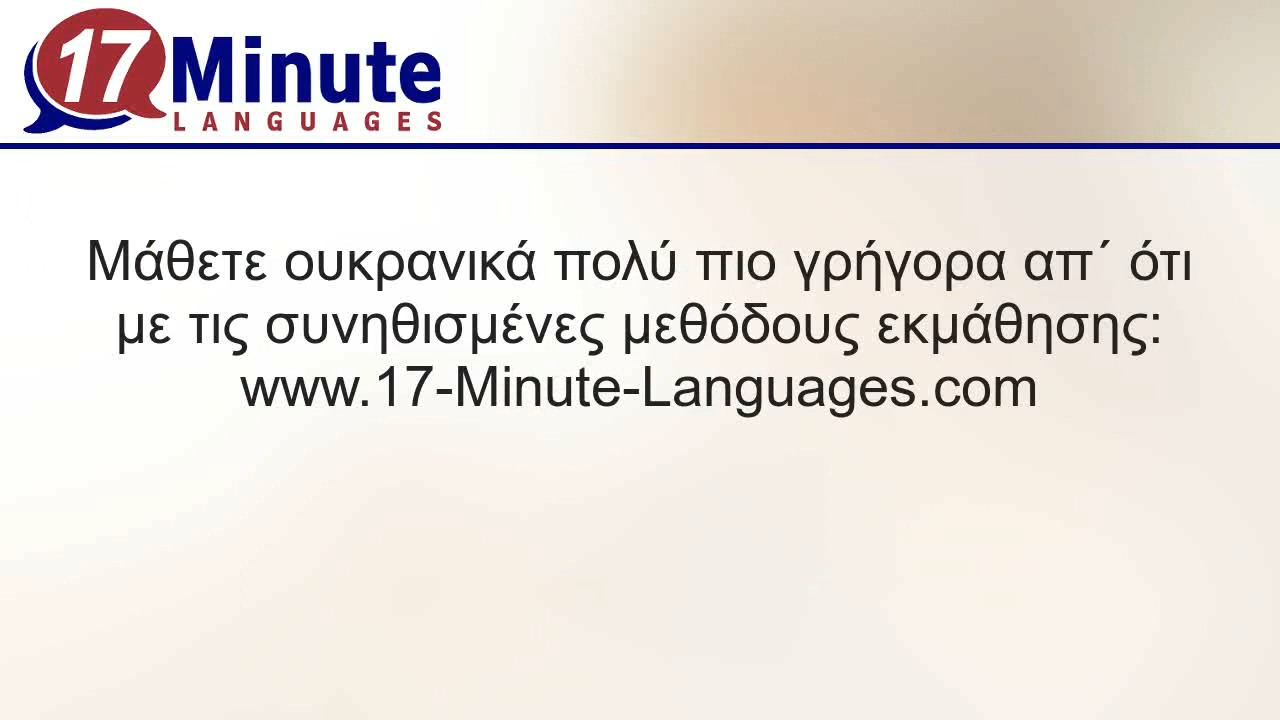 17 Minute
LANGUAGES
Μάθετε ουκρανικά πολύ πιο γρήγορα απ΄ ότι
με τις συνηθισμένες μεθόδους εκμάθησης:
www.17-Minute-Languages.com